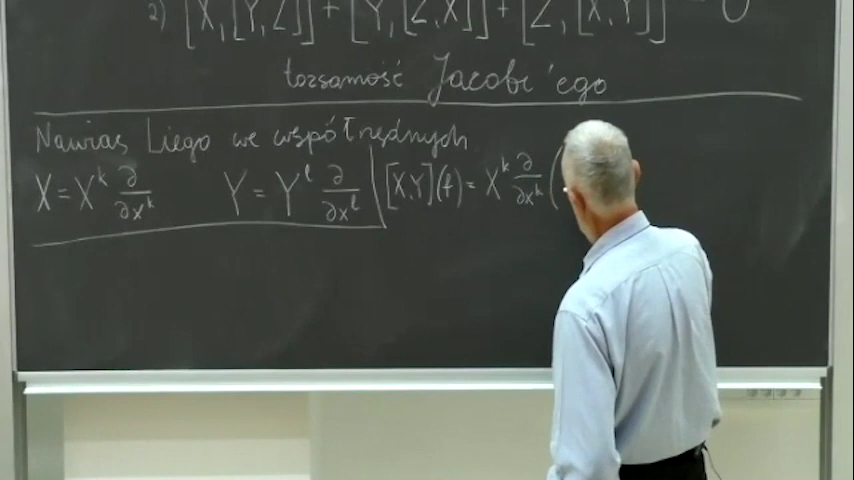 2) [X,[Y,Z]]+[Y,[Z,X]]+[Z,[X,Y]] = 0
tożsamość Jacobi'ego
Nawias Liego we współrzędnych
X = X^k ∂/∂x^k Y = Y^l ∂/∂x^l [X,Y](f) = X^k ∂/∂x^k (